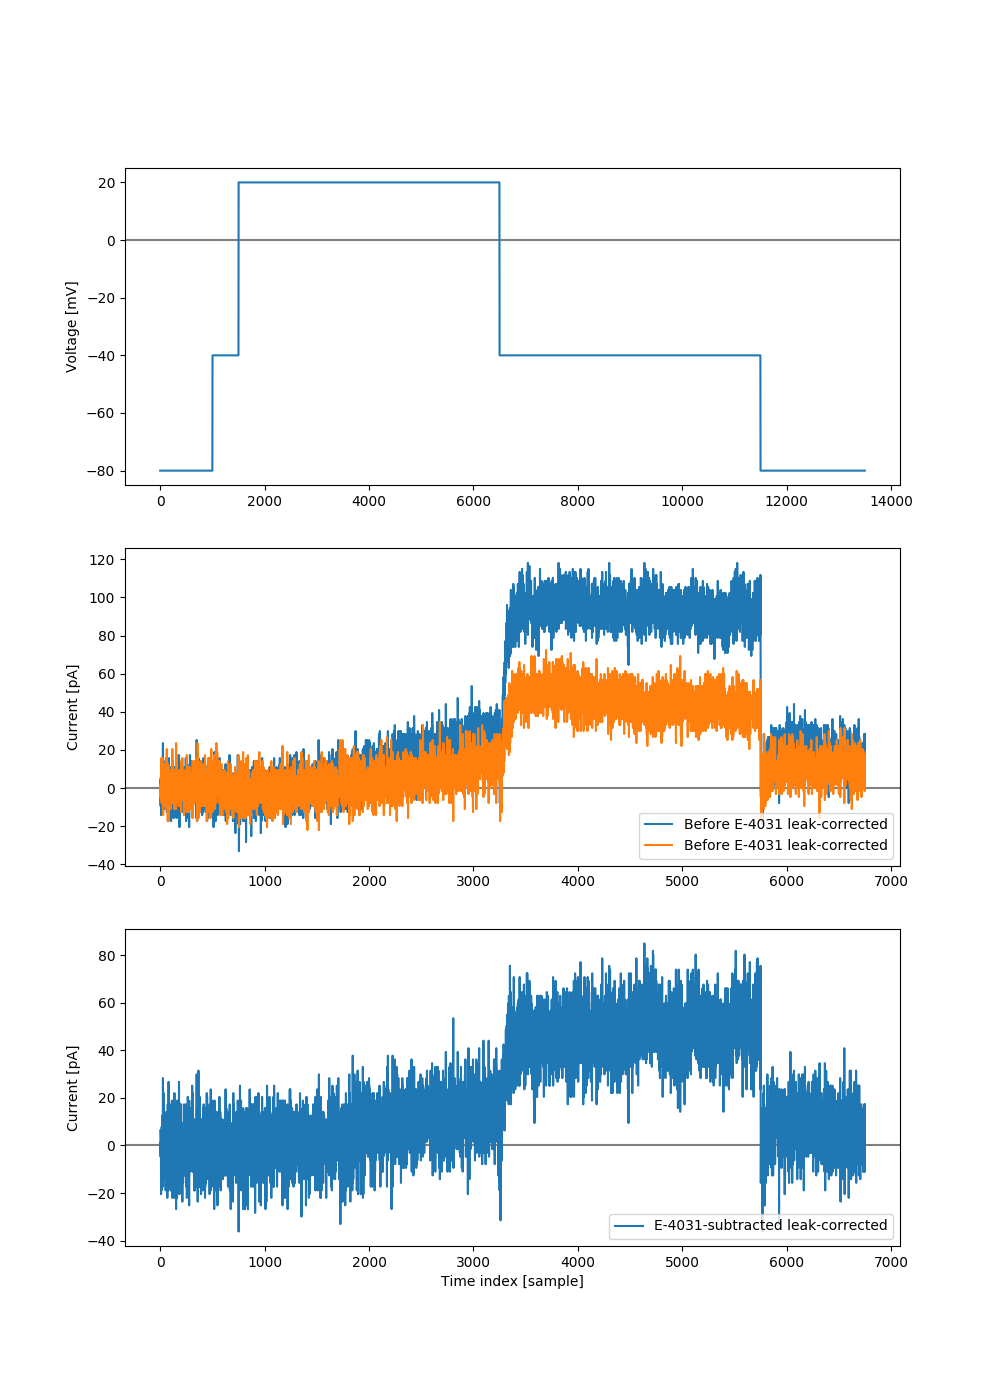 20
0
−20
−40
−60
−80
Voltage [mV]
0 2000 4000 6000 8000 10000 12000 14000
120
100
80
60
40
20
0
−20
−40
Current [pA]
Before E-4031 leak-corrected
Before E-4031 leak-corrected
0 1000 2000 3000 4000 5000 6000 7000
80
60
40
20
0
−20
−40
Current [pA]
E-4031-subtracted leak-corrected
0 1000 2000 3000 4000 5000 6000 7000
Time index [sample]